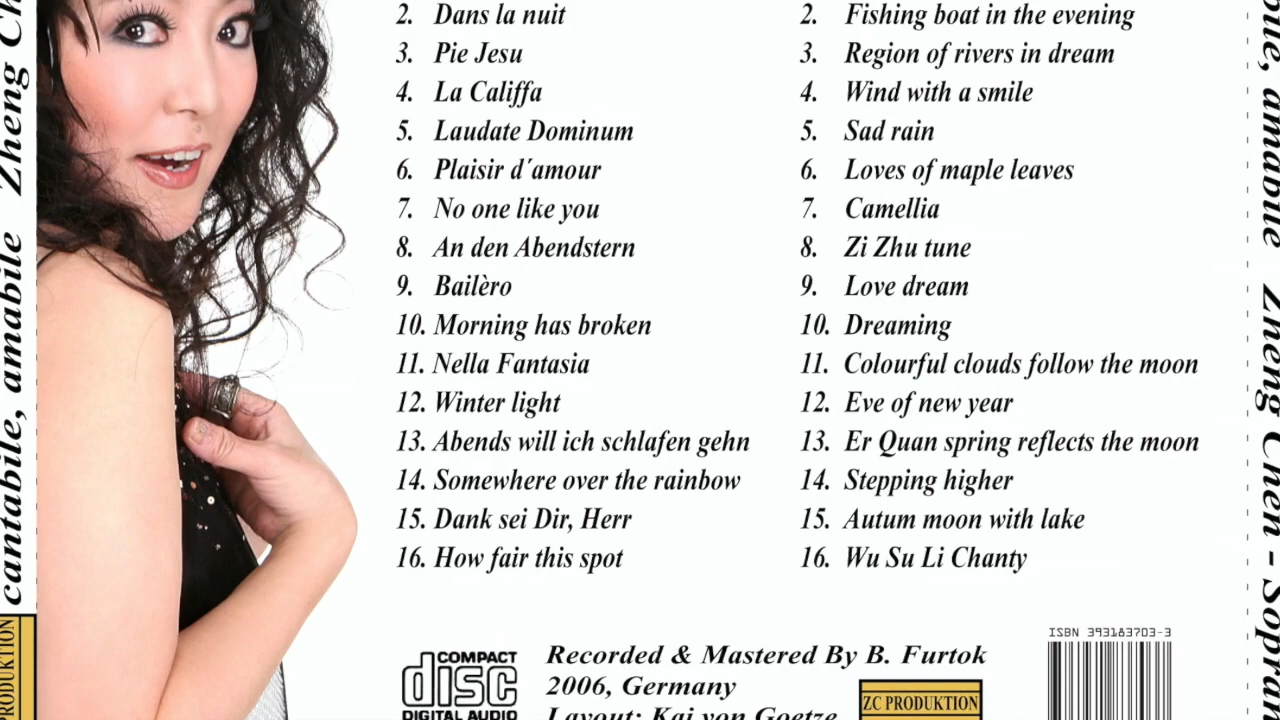 cantabile, amabile Zheng Ch
PRODUKTION
2. Dans la nuit
3. Pie Jesu
4. La Califfa
5. Laudate Dominum
6. Plaisir d´amour
7. No one like you
8. An den Abendstern
9. Bailèro
10. Morning has broken
11. Nella Fantasia
12. Winter light
13. Abends will ich schlafen gehn
14. Somewhere over the rainbow
15. Dank sei Dir, Herr
16. How fair this spot
2. Fishing boat in the evening
3. Region of rivers in dream
4. Wind with a smile
5. Sad rain
6. Loves of maple leaves
7. Camellia
8. Zi Zhu tune
9. Love dream
10. Dreaming
11. Colourful clouds follow the moon
12. Eve of new year
13. Er Quan spring reflects the moon
14. Stepping higher
15. Autum moon with lake
16. Wu Su Li Chanty
COMPACT
disc
DIGITAL AUDIO
Recorded & Mastered By B. Furtok
2006, Germany
Layout: Kai von Goetze
ZC PRODUKTION
ISBN 393183703-3
bile, amabile Zheng Chen - Sopran